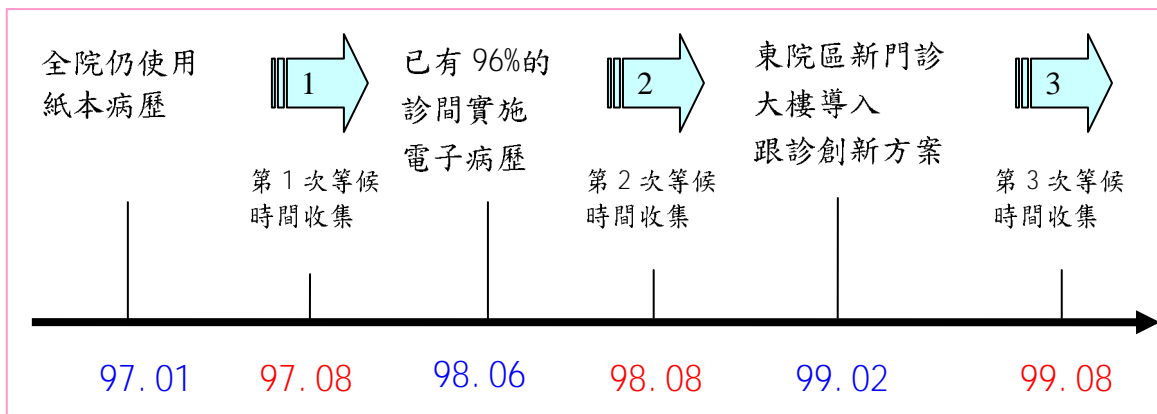 全院仍使用
紙本病歷
1
第 1 次等候
時間收集
已有 96%的
診間實施
電子病歷
2
第 2 次等候
時間收集
東院區新門診
大樓導入
跟診創新方案
3
第 3 次等候
時間收集
97.01
97.08
98.06
98.08
99.02
99.08